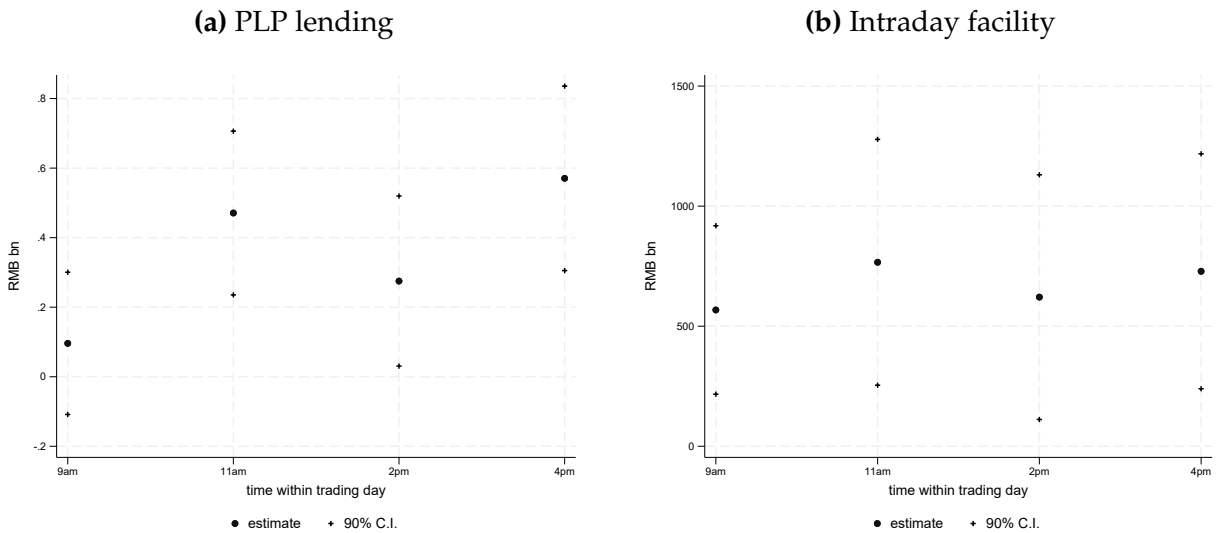 (a) PLP lending
.8
.6
.4
.2
0
-.2
RMB bn
9am 11am 2pm 4pm
time within trading day
estimate 90% C.I.
(b) Intraday facility
1500
1000
500
0
RMB bn
9am 11am 2pm 4pm
time within trading day
estimate 90% C.I.